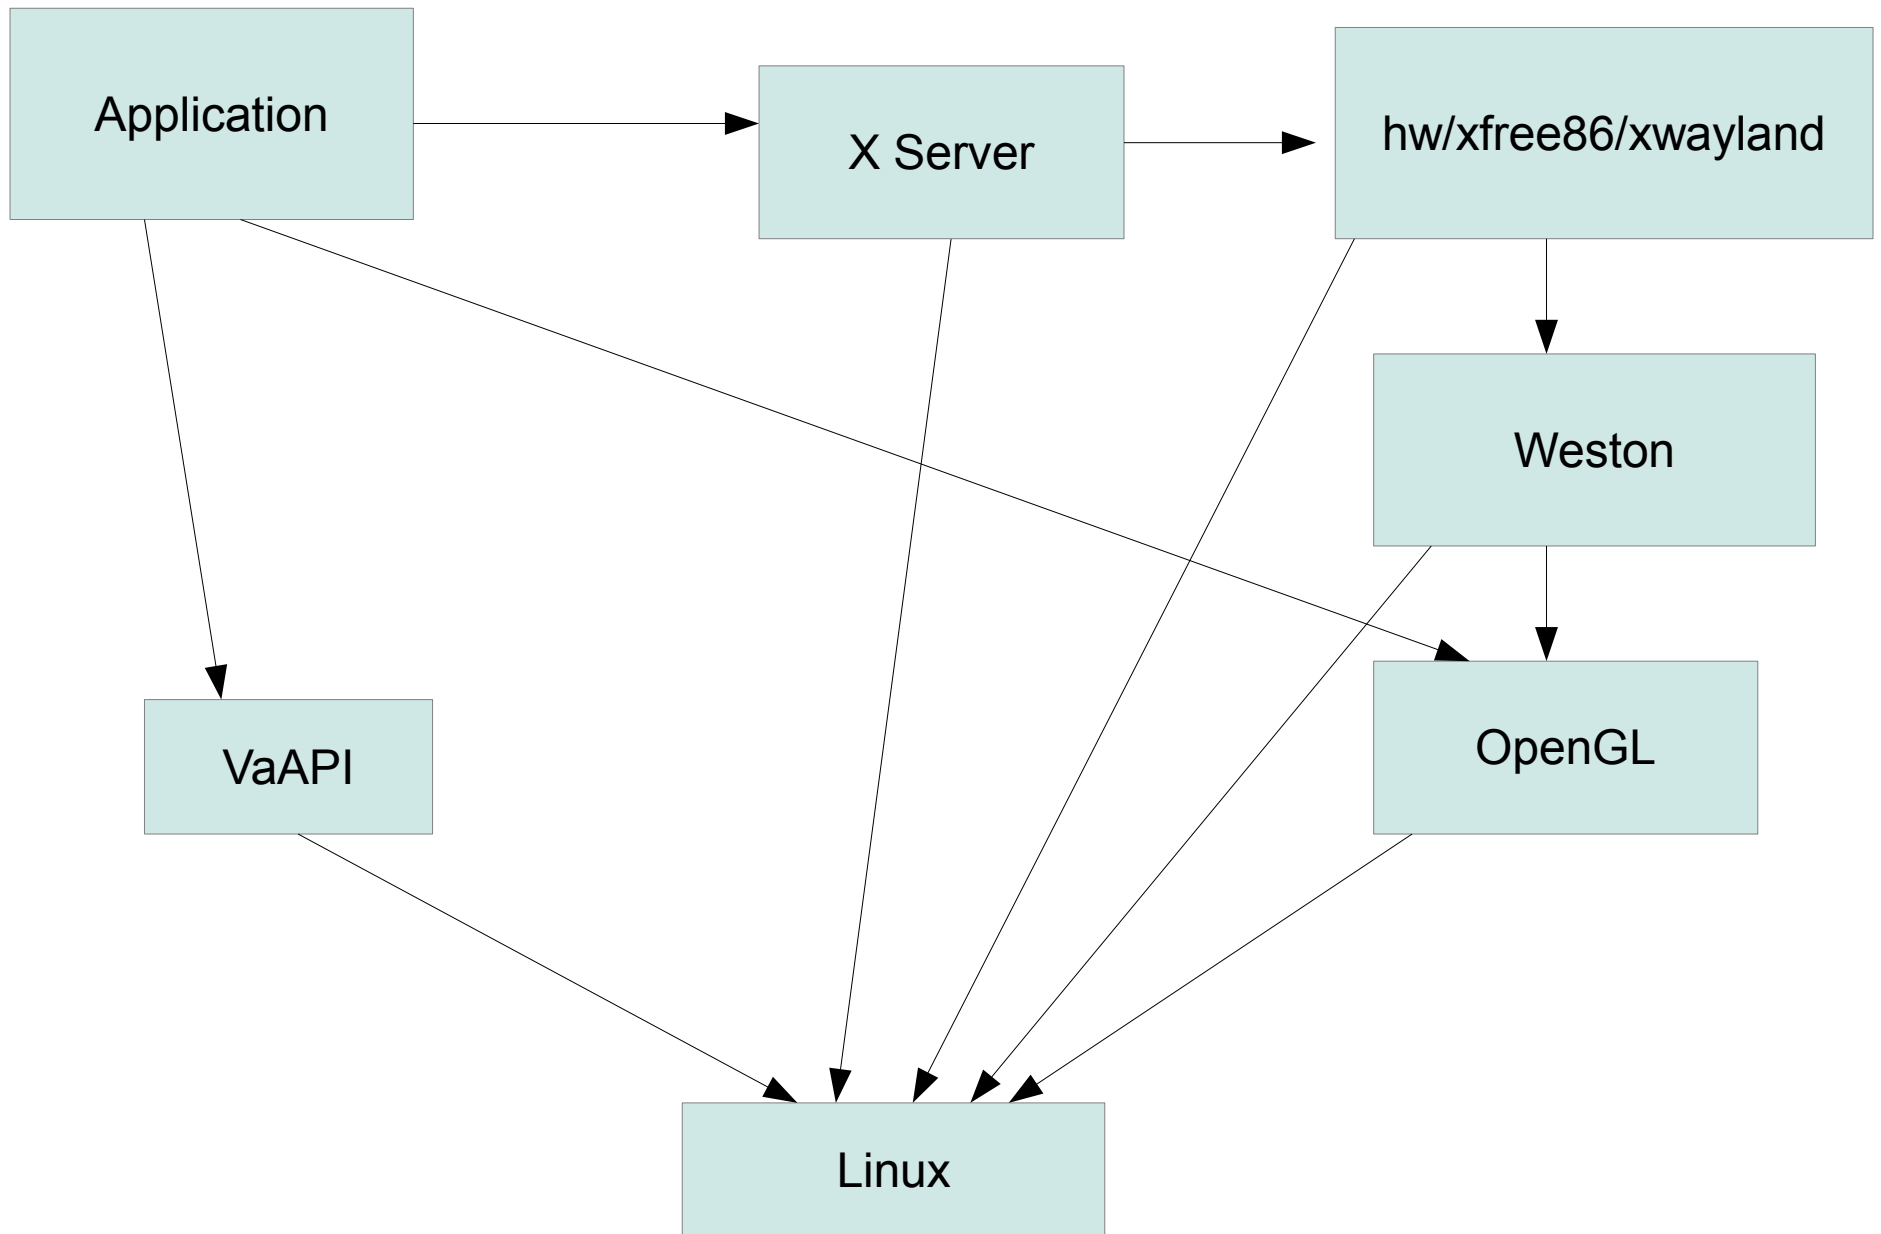 Application
X Server
hw/xfree86/xwayland
Weston
VaAPI
OpenGL
Linux